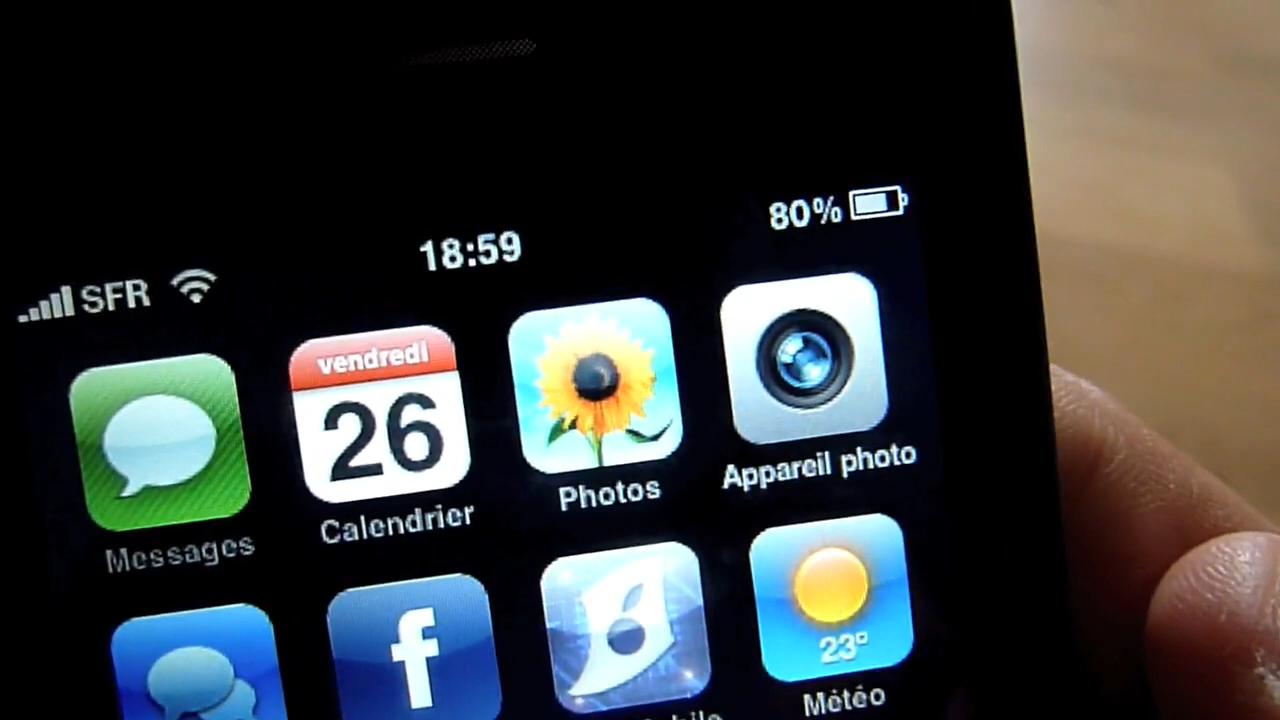 SFR 18:59 80%
vendredi
26
Messages Calendrier Photos Appareil photo
f
23°
Météo